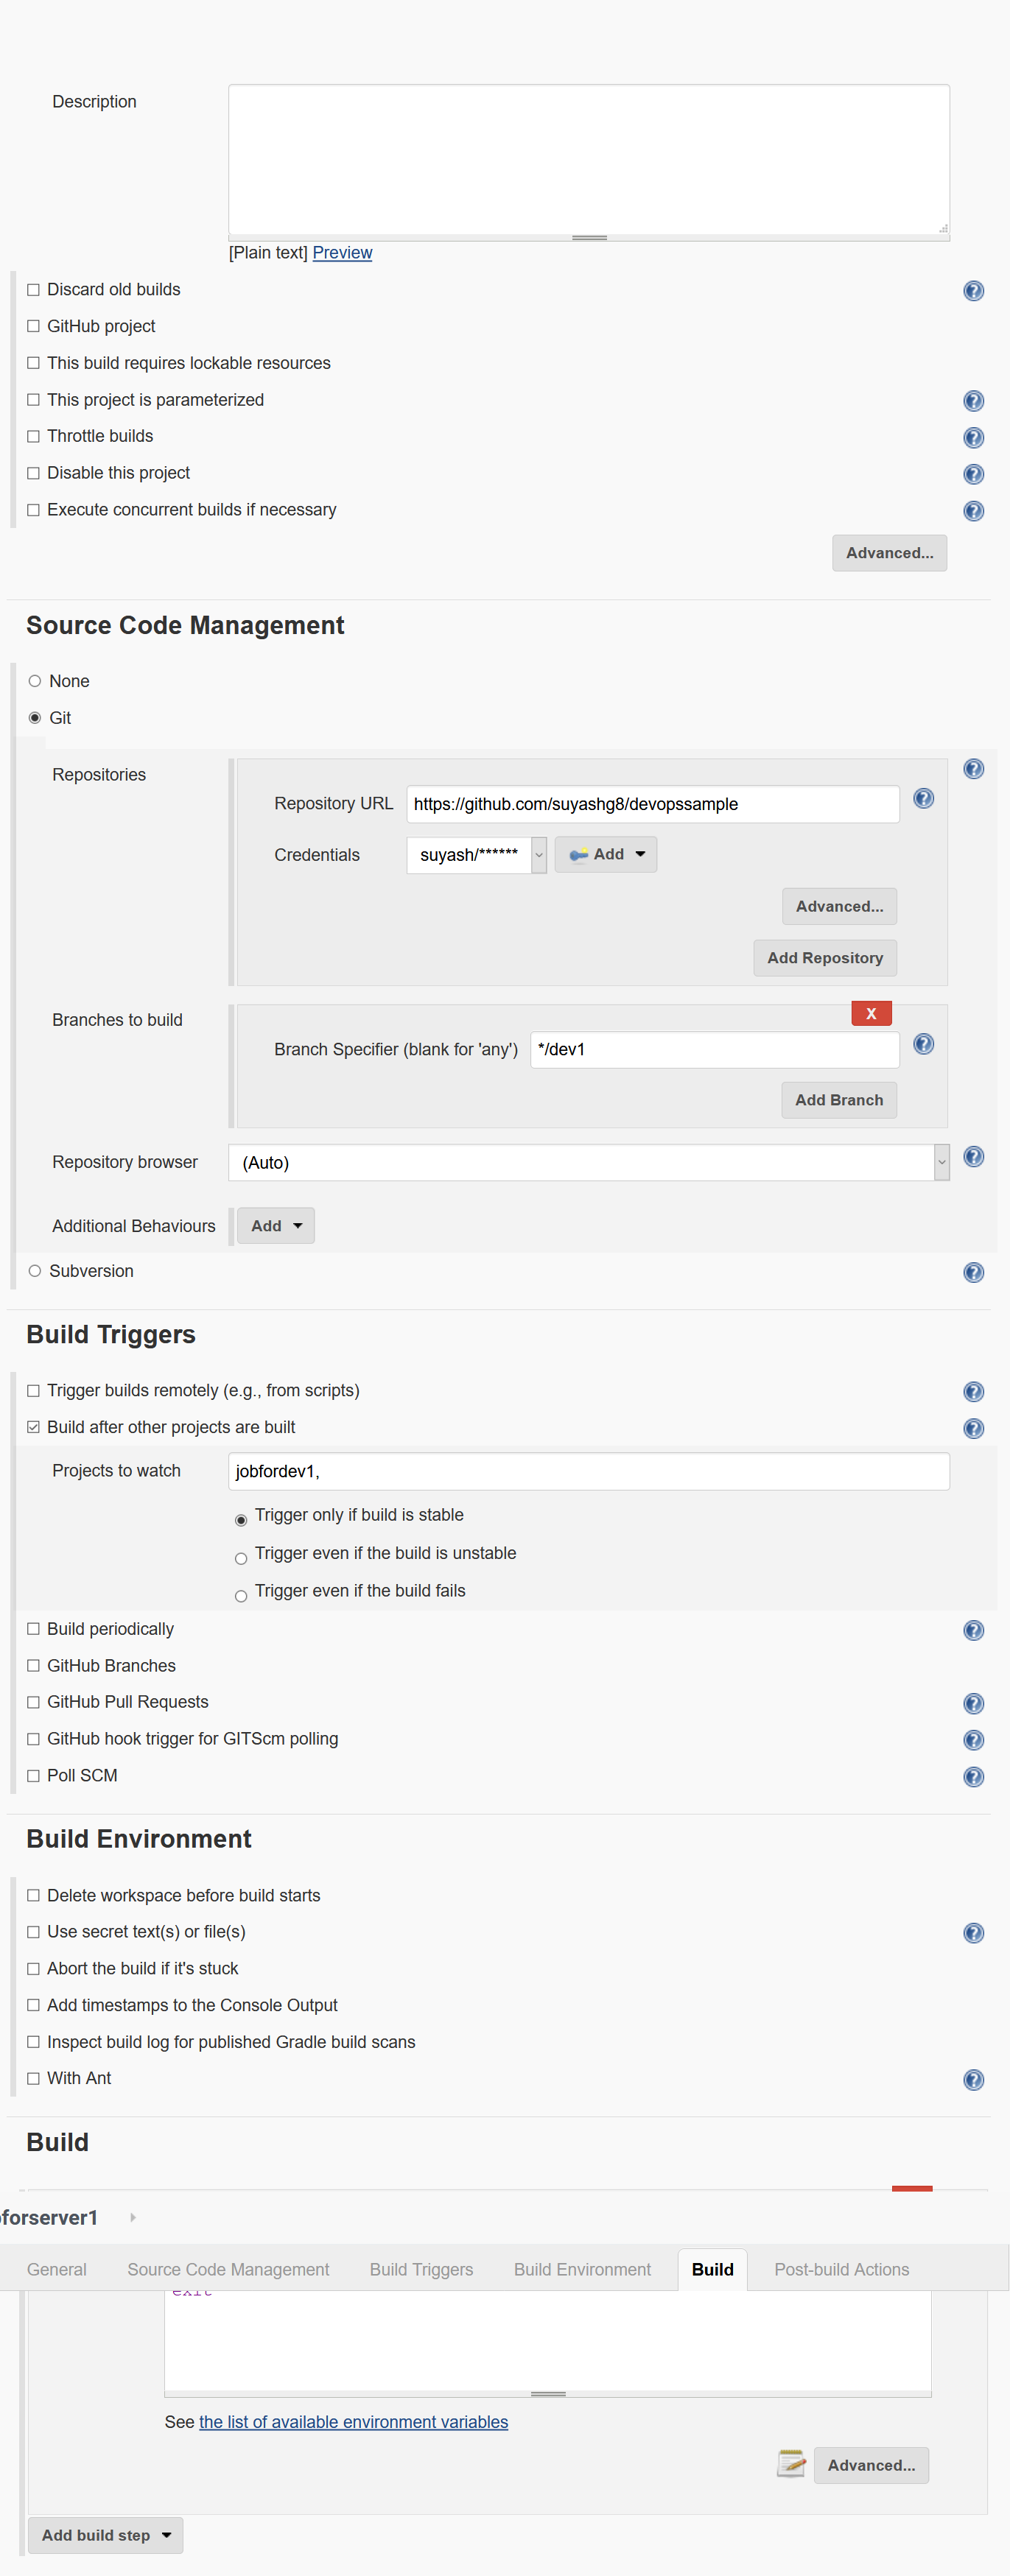 Description
[Plain text] Preview
Discard old builds
GitHub project
This build requires lockable resources
This project is parameterized
Throttle builds
Disable this project
Execute concurrent builds if necessary
Advanced...
Source Code Management
None
Git
Repositories
Repository URL https://github.com/suyashg8/devopssample
Credentials suyash/****** Add
Advanced...
Add Repository
Branches to build
X
Branch Specifier (blank for 'any') */dev1
Add Branch
Repository browser (Auto)
Additional Behaviours Add
Subversion
Build Triggers
Trigger builds remotely (e.g., from scripts)
Build after other projects are built
Projects to watch jobfordev1,
Trigger only if build is stable
Trigger even if the build is unstable
Trigger even if the build fails
Build periodically
GitHub Branches
GitHub Pull Requests
GitHub hook trigger for GITScm polling
Poll SCM
Build Environment
Delete workspace before build starts
Use secret text(s) or file(s)
Abort the build if it's stuck
Add timestamps to the Console Output
Inspect build log for published Gradle build scans
With Ant
Build
forserver1
General Source Code Management Build Triggers Build Environment Build Post-build Actions
exit
See the list of available environment variables
Advanced...
Add build step